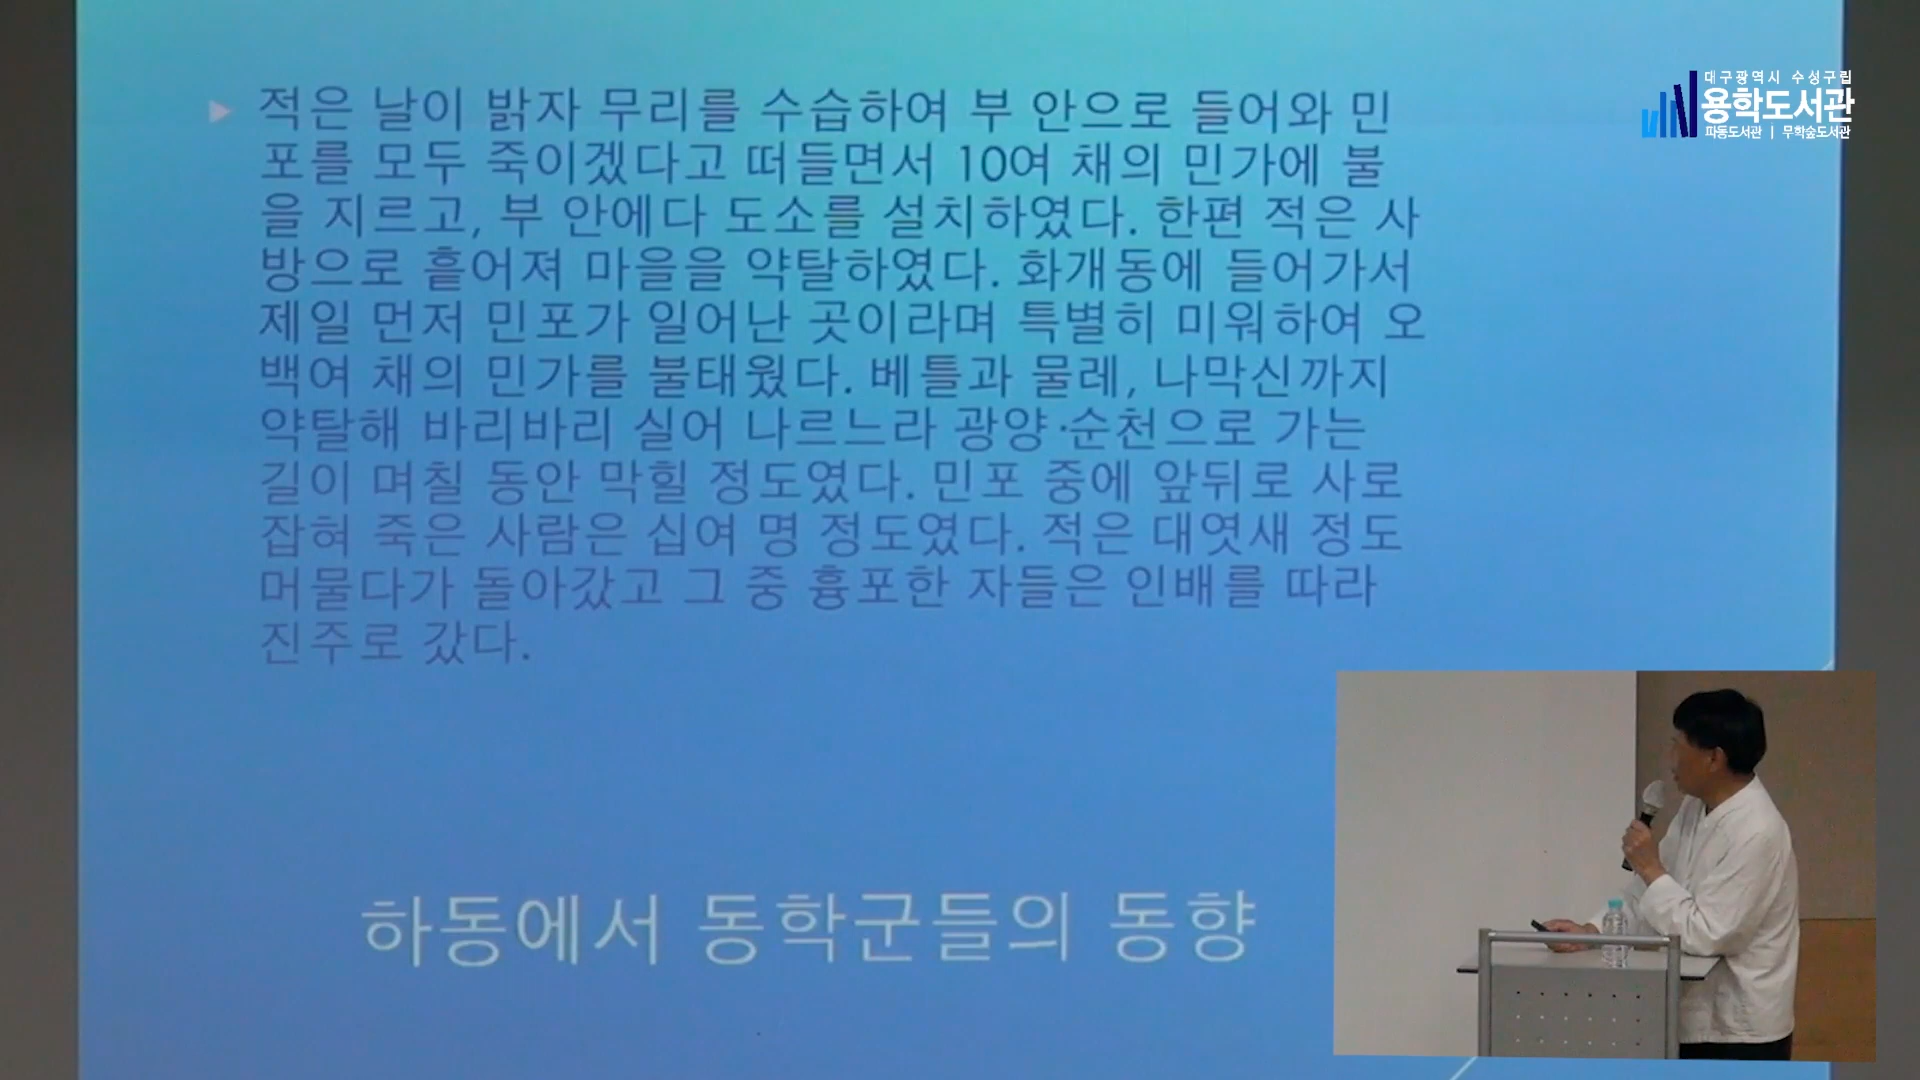 적은 날이 밝자 무리를 수습하여 부 안으로 들어와 민
포를 모두 죽이겠다고 떠들면서 10여 채의 민가에 불
을 지르고, 부 안에다 도소를 설치하였다. 한편 적은 사
방으로 흩어져 마을을 약탈하였다. 화개동에 들어가서
제일 먼저 민포가 일어난 곳이라며 특별히 미워하여 오
백여 채의 민가를 불태웠다. 베틀과 물레, 나막신까지
약탈해 바리바리 실어 나르느라 광양·순천으로 가는
길이 며칠 동안 막힐 정도였다. 민포 중에 앞뒤로 사로
잡혀 죽은 사람은 십여 명 정도였다. 적은 대엿새 정도
머물다가 돌아갔고 그 중 흉포한 자들은 인배를 따라
진주로 갔다.
하동에서 동학군들의 동향
대구광역시 수성구립
용학도서관
파동도서관 | 무학숲도서관